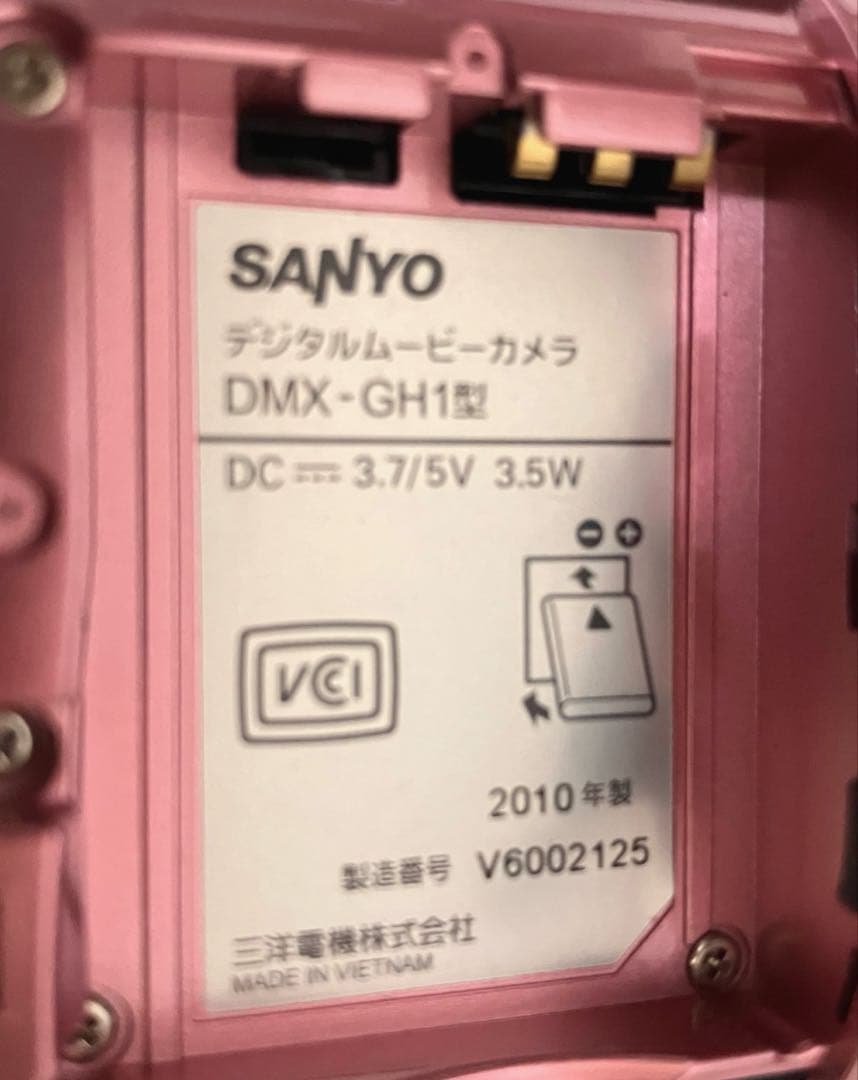 SANYO
デジタルムービーカメラ
DMX-GH1型
DC ⎓ 3.7/5V 3.5W
VCCI
2010年製
製造番号 V6002125
三洋電機株式会社
MADE IN VIETNAM